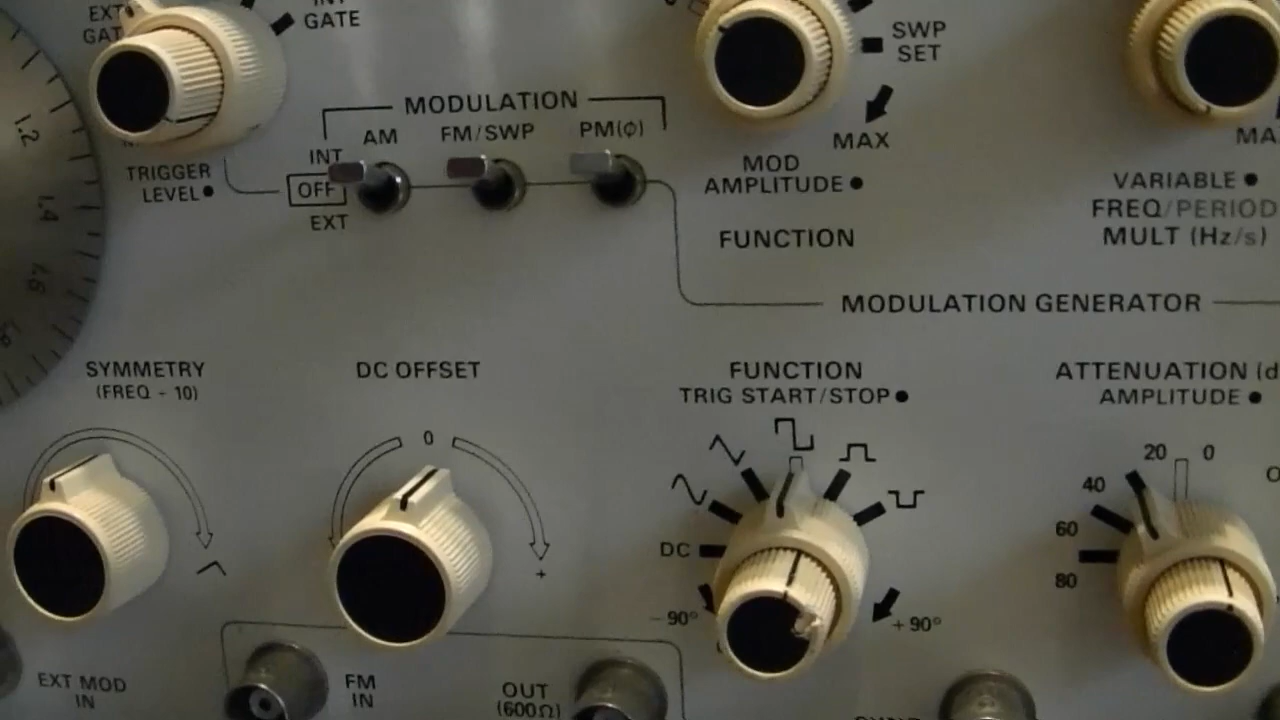 EXT
GATE
SWP
SET
MAX
MODULATION
AM
FM/SWP
PM(∅)
INT
OFF
EXT
TRIGGER
LEVEL●
MOD
AMPLITUDE●
FUNCTION
VARIABLE●
FREQ/PERIOD
MULT (Hz/s)
MODULATION GENERATOR
1.2
1.4
1.6
SYMMETRY
(FREQ ÷ 10)
DC OFFSET
0
+
FUNCTION
TRIG START/STOP●
DC
-90°
+90°
ATTENUATION
AMPLITUDE●
20
0
40
60
80
EXT MOD
IN
FM
IN
OUT
(600Ω)